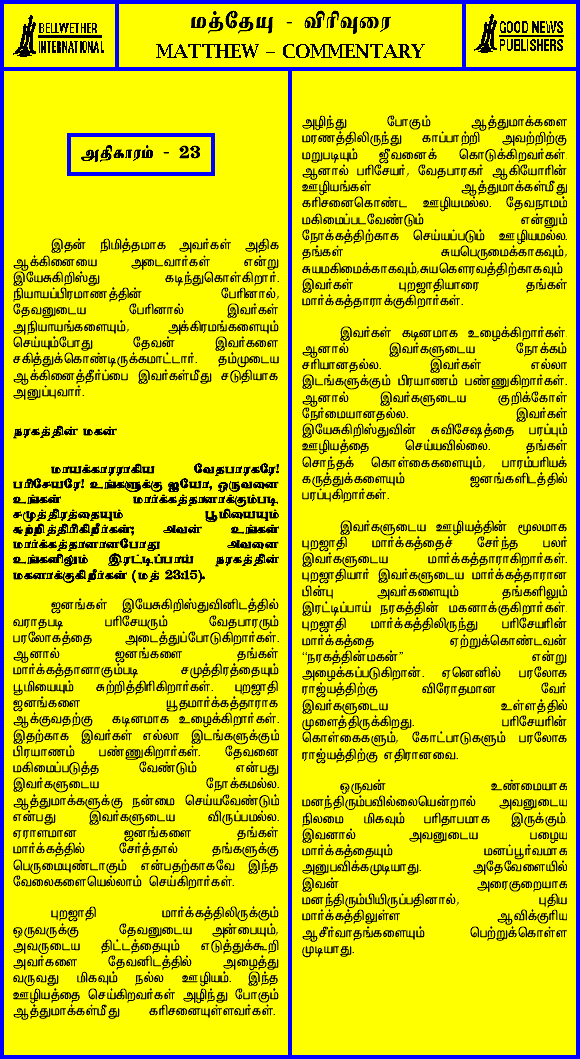 BELLWETHER
INTERNATIONAL
மத்தேயு - விரிவுரை
MATTHEW – COMMENTARY
GOOD NEWS
PUBLISHERS
அதிகாரம் - 23
இதன் நிமித்தமாக அவர்கள் அதிக
ஆக்கினையை அடைவார்கள் என்று
இயேசுகிறிஸ்து கடிந்துகொள்கிறார்.
நியாயப்பிரமாணத்தின் பேரினால்,
தேவனுடைய பேரினால் இவர்கள்
அநியாயங்களையும், அக்கிரமங்களையும்
செய்யும்போது தேவன் இவர்களை
சகித்துக்கொண்டிருக்கமாட்டார். தம்முடைய
ஆக்கினைத்தீர்ப்பை இவர்கள்மீது சடுதியாக
அனுப்புவார்.
நரகத்தின் மகன்
மாயக்காரராகிய வேதபாரகரே!
பரிசேயரே! உங்களுக்கு ஐயோ, ஒருவனை
உங்கள் மார்க்கத்தானாக்கும்படி
சமுத்திரத்தையும் பூமியையும்
சுற்றித்திரிகிறீர்கள்; அவன் உங்கள்
மார்க்கத்தானானபோது அவனை
உங்களிலும் இரட்டிப்பாய் நரகத்தின்
மகனாக்குகிறீர்கள் (மத் 23:15).
ஜனங்கள் இயேசுகிறிஸ்துவினிடத்தில்
வராதபடி பரிசேயரும் வேதபாரரும்
பரலோகத்தை அடைத்துப்போடுகிறார்கள்.
ஆனால் ஜனங்களை தங்கள்
மார்க்கத்தானாகும்படி சமுத்திரத்தையும்
பூமியையும் சுற்றித்திரிகிறார்கள். புறஜாதி
ஜனங்களை யூதமார்க்கத்தாராக
ஆக்குவதற்கு கடினமாக உழைக்கிறார்கள்.
இதற்காக இவர்கள் எல்லா இடங்களுக்கும்
பிரயாணம் பண்ணுகிறார்கள். தேவனை
மகிமைப்படுத்த வேண்டும் என்பது
இவர்களுடைய நோக்கமல்ல.
ஆத்துமாக்களுக்கு நன்மை செய்யவேண்டும்
என்பது இவர்களுடைய விருப்பமல்ல.
ஏராளமான ஜனங்களை தங்கள்
மார்க்கத்தில் சேர்த்தால் தங்களுக்கு
பெருமையுண்டாகும் என்பதற்காகவே இந்த
வேலைகளையெல்லாம் செய்கிறார்கள்.
புறஜாதி மார்க்கத்திலிருக்கும்
ஒருவருக்கு தேவனுடைய அன்பையும்,
அவருடைய திட்டத்தையும் எடுத்துக்கூறி
அவர்களை தேவனிடத்தில் அழைத்து
வருவது மிகவும் நல்ல ஊழியம். இந்த
ஊழியத்தை செய்கிறவர்கள் அழிந்து போகும்
ஆத்துமாக்கள்மீது கரிசனையுள்ளவர்கள்.
அழிந்து போகும் ஆத்துமாக்களை
மரணத்திலிருந்து காப்பாற்றி அவற்றிற்கு
மறுபடியும் ஜீவனைக் கொடுக்கிறவர்கள்.
ஆனால் பரிசேயர், வேதபாரகர் ஆகியோரின்
ஊழியங்கள் ஆத்துமாக்கள்மீது
கரிசனைகொண்ட ஊழியமல்ல. தேவநாமம்
மகிமைப்படவேண்டும் என்னும்
நோக்கத்திற்காக செய்யப்படும் ஊழியமல்ல.
தங்கள் சுயபெருமைக்காகவும்,
சுயமகிமைக்காகவும்,சுயகௌரவத்திற்காகவும்
இவர்கள் புறஜாதியாரை தங்கள்
மார்க்கத்தாராக்குகிறார்கள்.
இவர்கள் கடினமாக உழைக்கிறார்கள்.
ஆனால் இவர்களுடைய நோக்கம்
சரியானதல்ல. இவர்கள் எல்லா
இடங்களுக்கும் பிரயாணம் பண்ணுகிறார்கள்.
ஆனால் இவர்களுடைய குறிக்கோள்
நேர்மையானதல்ல. இவர்கள்
இயேசுகிறிஸ்துவின் சுவிசேஷத்தை பரப்பும்
ஊழியத்தை செய்யவில்லை. தங்கள்
சொந்தக் கொள்கைகளையும், பாரம்பரியக்
கருத்துக்களையும் ஜனங்களிடத்தில்
பரப்புகிறார்கள்.
இவர்களுடைய ஊழியத்தின் மூலமாக
புறஜாதி மார்க்கத்தைச் சேர்ந்த பலர்
இவர்களுடைய மார்க்கத்தாராகிறார்கள்.
புறஜாதியார் இவர்களுடைய மார்க்கத்தாரான
பின்பு அவர்களையும் தங்களிலும்
இரட்டிப்பாய் நரகத்தின் மகனாக்குகிறார்கள்.
புறஜாதி மார்க்கத்திலிருந்து பரிசேயரின்
மார்க்கத்தை ஏற்றுக்கொண்டவன்
“நரகத்தின்மகன்” என்று
அழைக்கப்படுகிறான். ஏனெனில் பரலோக
ராஜ்யத்திற்கு விரோதமான வேர்
இவர்களுடைய உள்ளத்தில்
முளைத்திருக்கிறது. பரிசேயரின்
கொள்கைகளும், கோட்பாடுகளும் பரலோக
ராஜ்யத்திற்கு எதிரானவை.
ஒருவன் உண்மையாக
மனந்திரும்பவில்லையென்றால் அவனுடைய
நிலமை மிகவும் பரிதாபமாக இருக்கும்.
இவனால் அவனுடைய பழைய
மார்க்கத்தையும் மனப்பூர்வமாக
அனுபவிக்கமுடியாது. அதேவேளையில்
இவன் அரைகுறையாக
மனந்திரும்பியிருப்பதினால், புதிய
மார்க்கத்திலுள்ள ஆவிக்குரிய
ஆசீர்வாதங்களையும் பெற்றுக்கொள்ள
முடியாது.